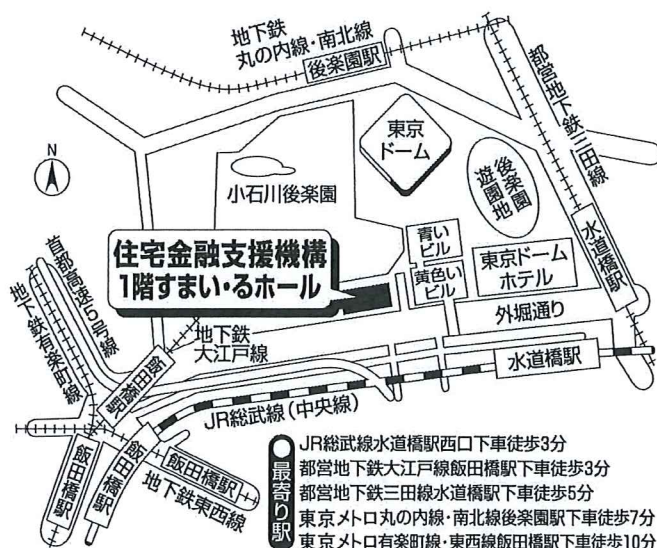 地下鉄
丸の内線・南北線
後楽園駅
都営地下鉄三田線
東京
ドーム
N
小石川後楽園
後楽園
遊園地
水道橋駅
青い
ビル
黄色い
ビル
東京ドーム
ホテル
住宅金融支援機構
1階すまい・るホール
外堀通り
首都高速5号線
地下鉄有楽町線
地下鉄
大江戸線
飯田橋駅
水道橋駅
JR総武線(中央線)
飯田橋駅
飯田橋駅
飯田橋駅
地下鉄東西線
最寄り駅
JR総武線水道橋駅西口下車徒歩3分
都営地下鉄大江戸線飯田橋駅下車徒歩3分
都営地下鉄三田線水道橋駅下車徒歩5分
東京メトロ丸の内線・南北線後楽園駅下車徒歩7分
東京メトロ有楽町線・東西線飯田橋駅下車徒歩10分